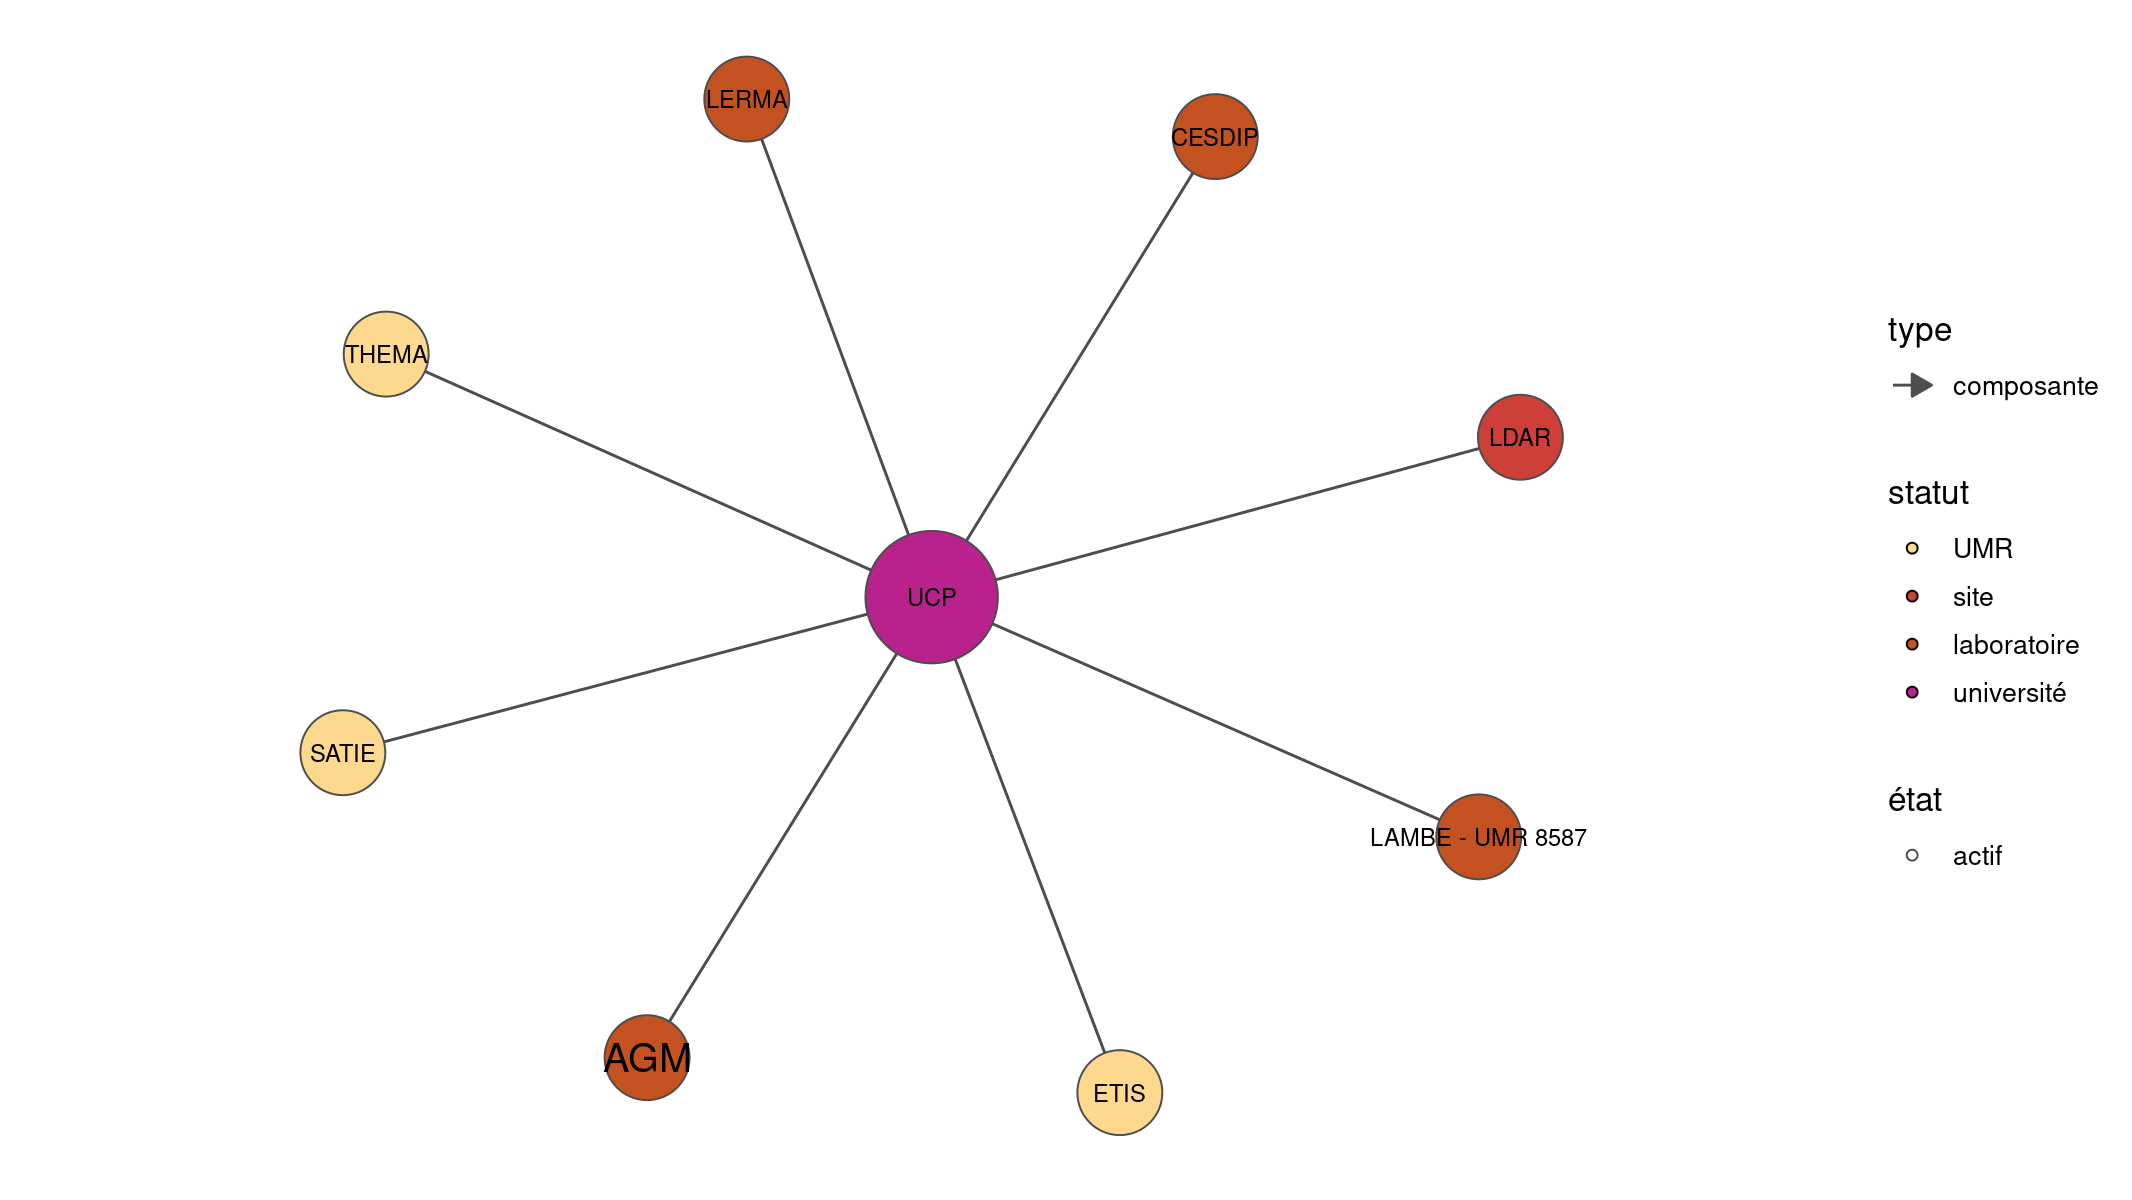 LERMA
CESDIP
THEMA
LDAR
UCP
SATIE
LAMBE - UMR 8587
AGM
ETIS
type
composante
statut
UMR
site
laboratoire
université
état
actif